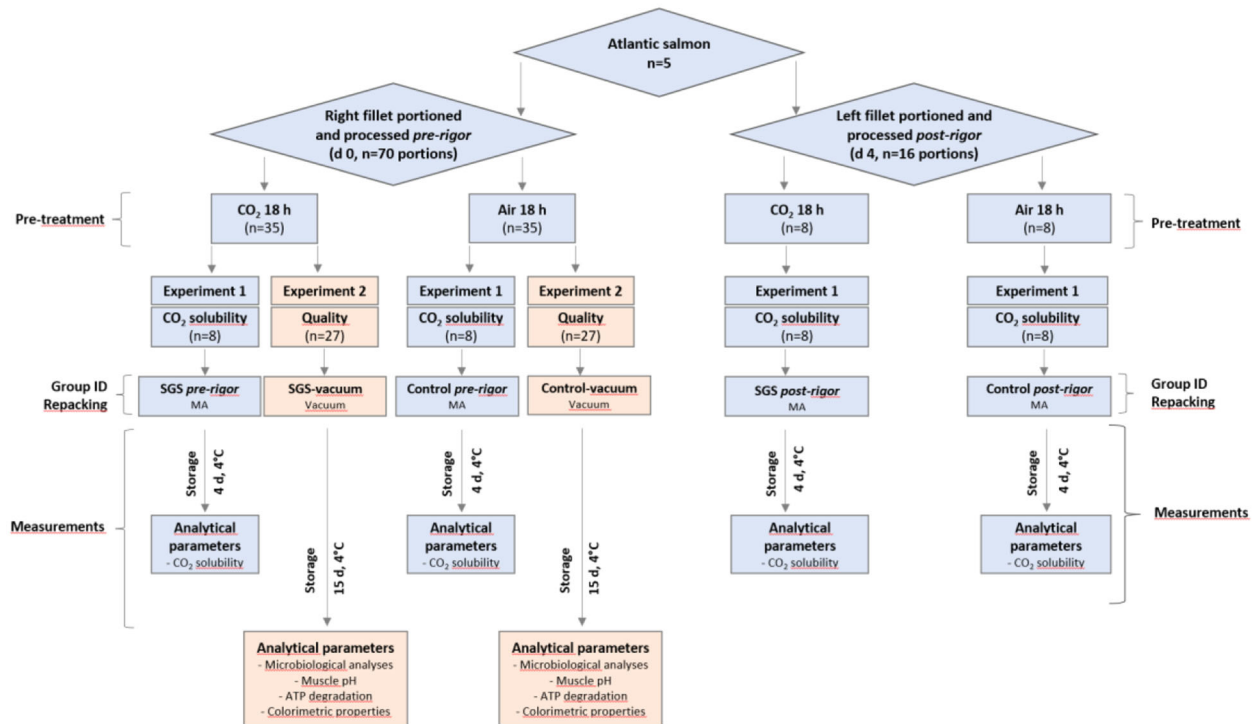 Atlantic salmon
n=5
Right fillet portioned
and processed pre-rigor
(d 0, n=70 portions)
Left fillet portioned and
processed post-rigor
(d 4, n=16 portions)
Pre-treatment
CO₂ 18 h
(n=35)
Air 18 h
(n=35)
CO₂ 18 h
(n=8)
Air 18 h
(n=8)
Pre-treatment
Experiment 1
CO₂ solubility
(n=8)
Experiment 2
Quality
(n=27)
Experiment 1
CO₂ solubility
(n=8)
Experiment 2
Quality
(n=27)
Experiment 1
CO₂ solubility
(n=8)
Experiment 1
CO₂ solubility
(n=8)
Group ID
Repacking
SGS pre-rigor
MA
SGS-vacuum
Vacuum
Control pre-rigor
MA
Control-vacuum
Vacuum
SGS post-rigor
MA
Control post-rigor
MA
Group ID
Repacking
Storage
4 d, 4°C
Storage
4 d, 4°C
Storage
4 d, 4°C
Storage
4 d, 4°C
Measurements
Analytical
parameters
- CO₂ solubility
Storage
15 d, 4°C
Analytical
parameters
- CO₂ solubility
Storage
15 d, 4°C
Analytical
parameters
- CO₂ solubility
Analytical
parameters
- CO₂ solubility
Measurements
Analytical parameters
- Microbiological analyses
- Muscle pH
- ATP degradation
- Colorimetric properties
Analytical parameters
- Microbiological analyses
- Muscle pH
- ATP degradation
- Colorimetric properties